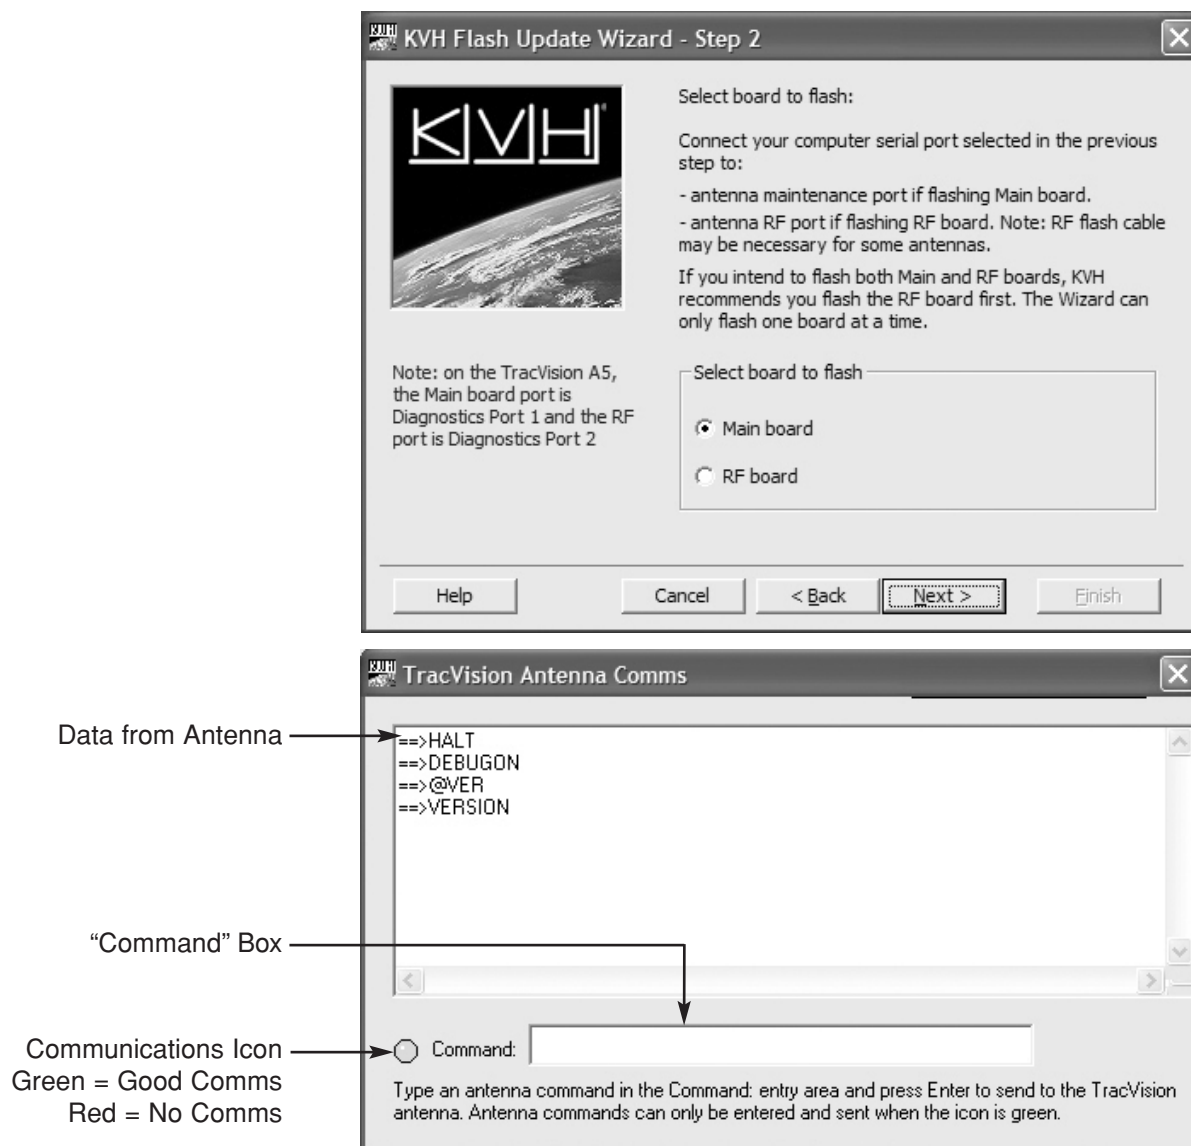 KVH Flash Update Wizard - Step 2
KVH
Select board to flash:
Connect your computer serial port selected in the previous
step to:
- antenna maintenance port if flashing Main board.
- antenna RF port if flashing RF board. Note: RF flash cable
may be necessary for some antennas.
If you intend to flash both Main and RF boards, KVH
recommends you flash the RF board first. The Wizard can
only flash one board at a time.
Note: on the TracVision A5,
the Main board port is
Diagnostics Port 1 and the RF
port is Diagnostics Port 2
Select board to flash
Main board
RF board
Help
Cancel
< Back
Next >
Finish
TracVision Antenna Comms
Data from Antenna
==>HALT
==>DEBUGON
==>@VER
==>VERSION
“Command” Box
Communications Icon
Green = Good Comms
Red = No Comms
Command:
Type an antenna command in the Command: entry area and press Enter to send to the TracVision
antenna. Antenna commands can only be entered and sent when the icon is green.